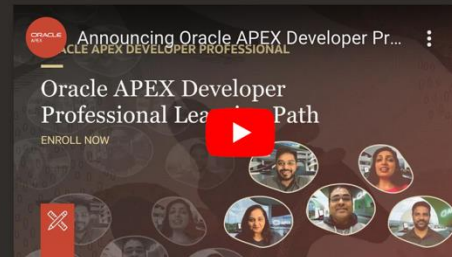 ORACLE
APEX
Announcing Oracle APEX Developer Pr...
ACLE APEX DEVELOPER PROFESSIONAL
Oracle APEX Developer
Professional Lea Path
ENROLL NOW